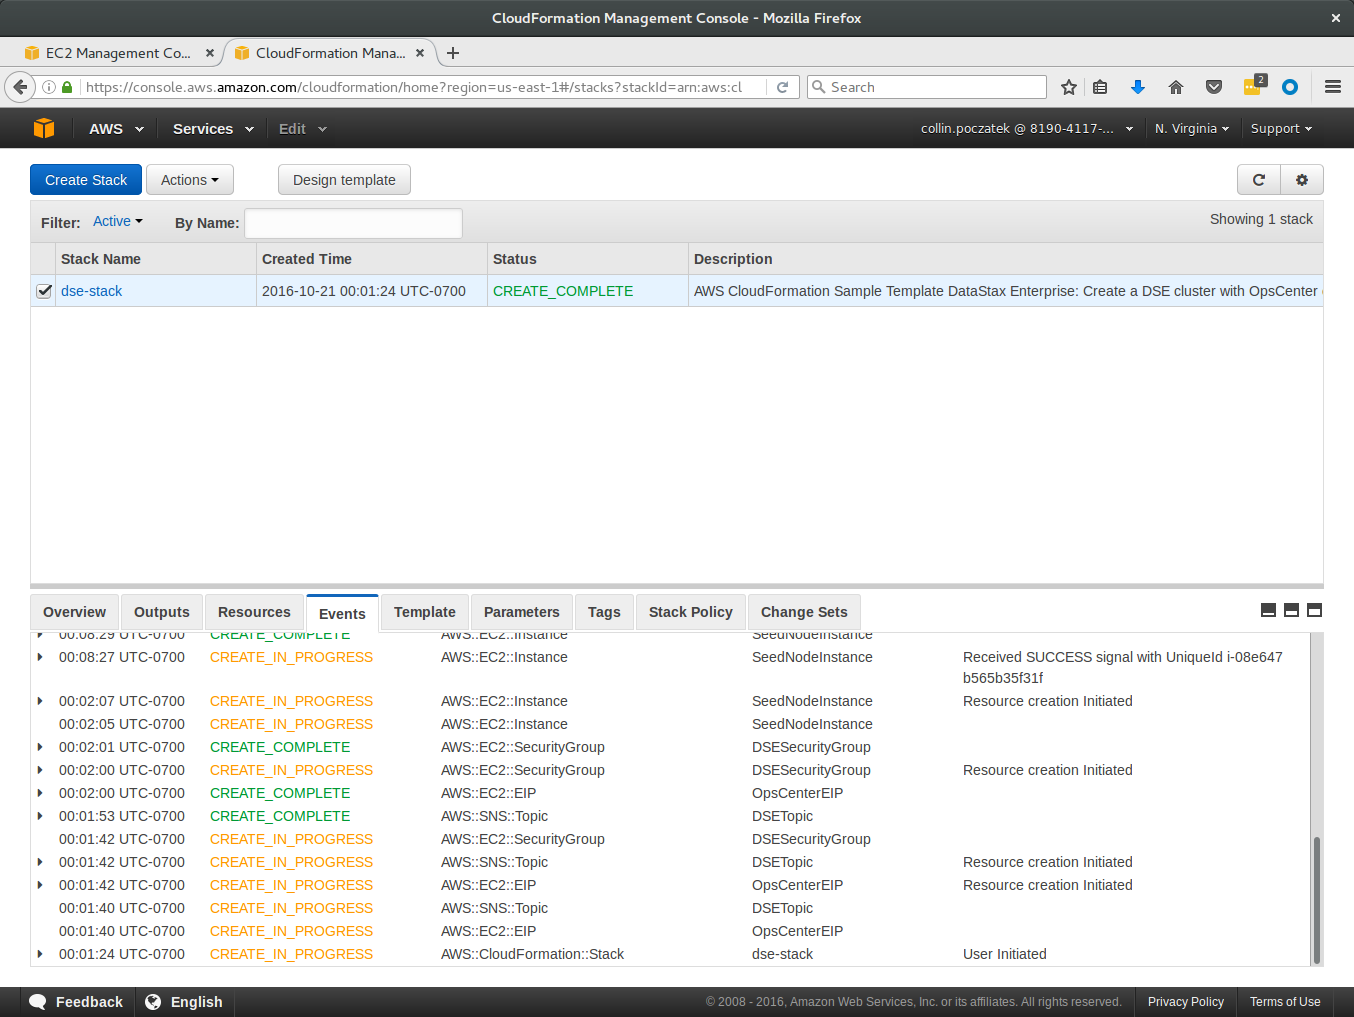 CloudFormation Management Console - Mozilla Firefox
EC2 Management Co... CloudFormation Mana...
https://console.aws.amazon.com/cloudformation/home?region=us-east-1#/stacks?stackId=arn:aws:cl Search 2
AWS Services Edit collin.poczatek @ 8190-4117-... N. Virginia Support
Create Stack Actions Design template
Filter: Active By Name: Showing 1 stack
Stack Name Created Time Status Description
dse-stack 2016-10-21 00:01:24 UTC-0700 CREATE_COMPLETE AWS CloudFormation Sample Template DataStax Enterprise: Create a DSE cluster with OpsCenter
Overview Outputs Resources Events Template Parameters Tags Stack Policy Change Sets
00:08:29 UTC-0700 CREATE_COMPLETE AWS::EC2::Instance SeedNodeInstance
00:08:27 UTC-0700 CREATE_IN_PROGRESS AWS::EC2::Instance SeedNodeInstance Received SUCCESS signal with UniqueId i-08e647
b565b35f31f
00:02:07 UTC-0700 CREATE_IN_PROGRESS AWS::EC2::Instance SeedNodeInstance Resource creation Initiated
00:02:05 UTC-0700 CREATE_IN_PROGRESS AWS::EC2::Instance SeedNodeInstance
00:02:01 UTC-0700 CREATE_COMPLETE AWS::EC2::SecurityGroup DSESecurityGroup
00:02:00 UTC-0700 CREATE_IN_PROGRESS AWS::EC2::SecurityGroup DSESecurityGroup Resource creation Initiated
00:02:00 UTC-0700 CREATE_COMPLETE AWS::EC2::EIP OpsCenterEIP
00:01:53 UTC-0700 CREATE_COMPLETE AWS::SNS::Topic DSETopic
00:01:42 UTC-0700 CREATE_IN_PROGRESS AWS::EC2::SecurityGroup DSESecurityGroup
00:01:42 UTC-0700 CREATE_IN_PROGRESS AWS::SNS::Topic DSETopic Resource creation Initiated
00:01:42 UTC-0700 CREATE_IN_PROGRESS AWS::EC2::EIP OpsCenterEIP Resource creation Initiated
00:01:40 UTC-0700 CREATE_IN_PROGRESS AWS::SNS::Topic DSETopic
00:01:40 UTC-0700 CREATE_IN_PROGRESS AWS::EC2::EIP OpsCenterEIP
00:01:24 UTC-0700 CREATE_IN_PROGRESS AWS::CloudFormation::Stack dse-stack User Initiated
Feedback English © 2008 - 2016, Amazon Web Services, Inc. or its affiliates. All rights reserved. Privacy Policy Terms of Use